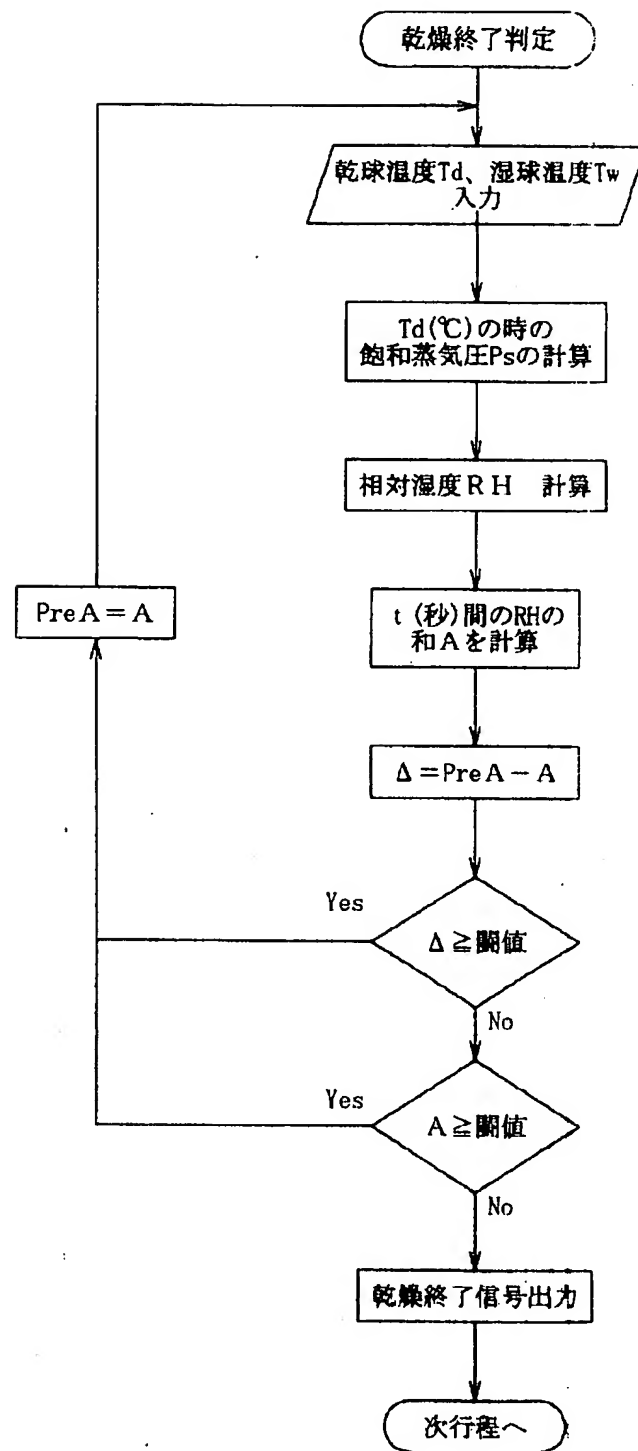 乾燥終了判定
乾球温度Td、湿球温度Tw
入力
Td(℃)の時の
飽和蒸気圧Psの計算
相対湿度RH 計算
PreA=A
t(秒)間のRHの
和Aを計算
Δ=PreA-A
Yes
Δ≧閾値
No
Yes
A≧閾値
No
乾燥終了信号出力
次行程へ